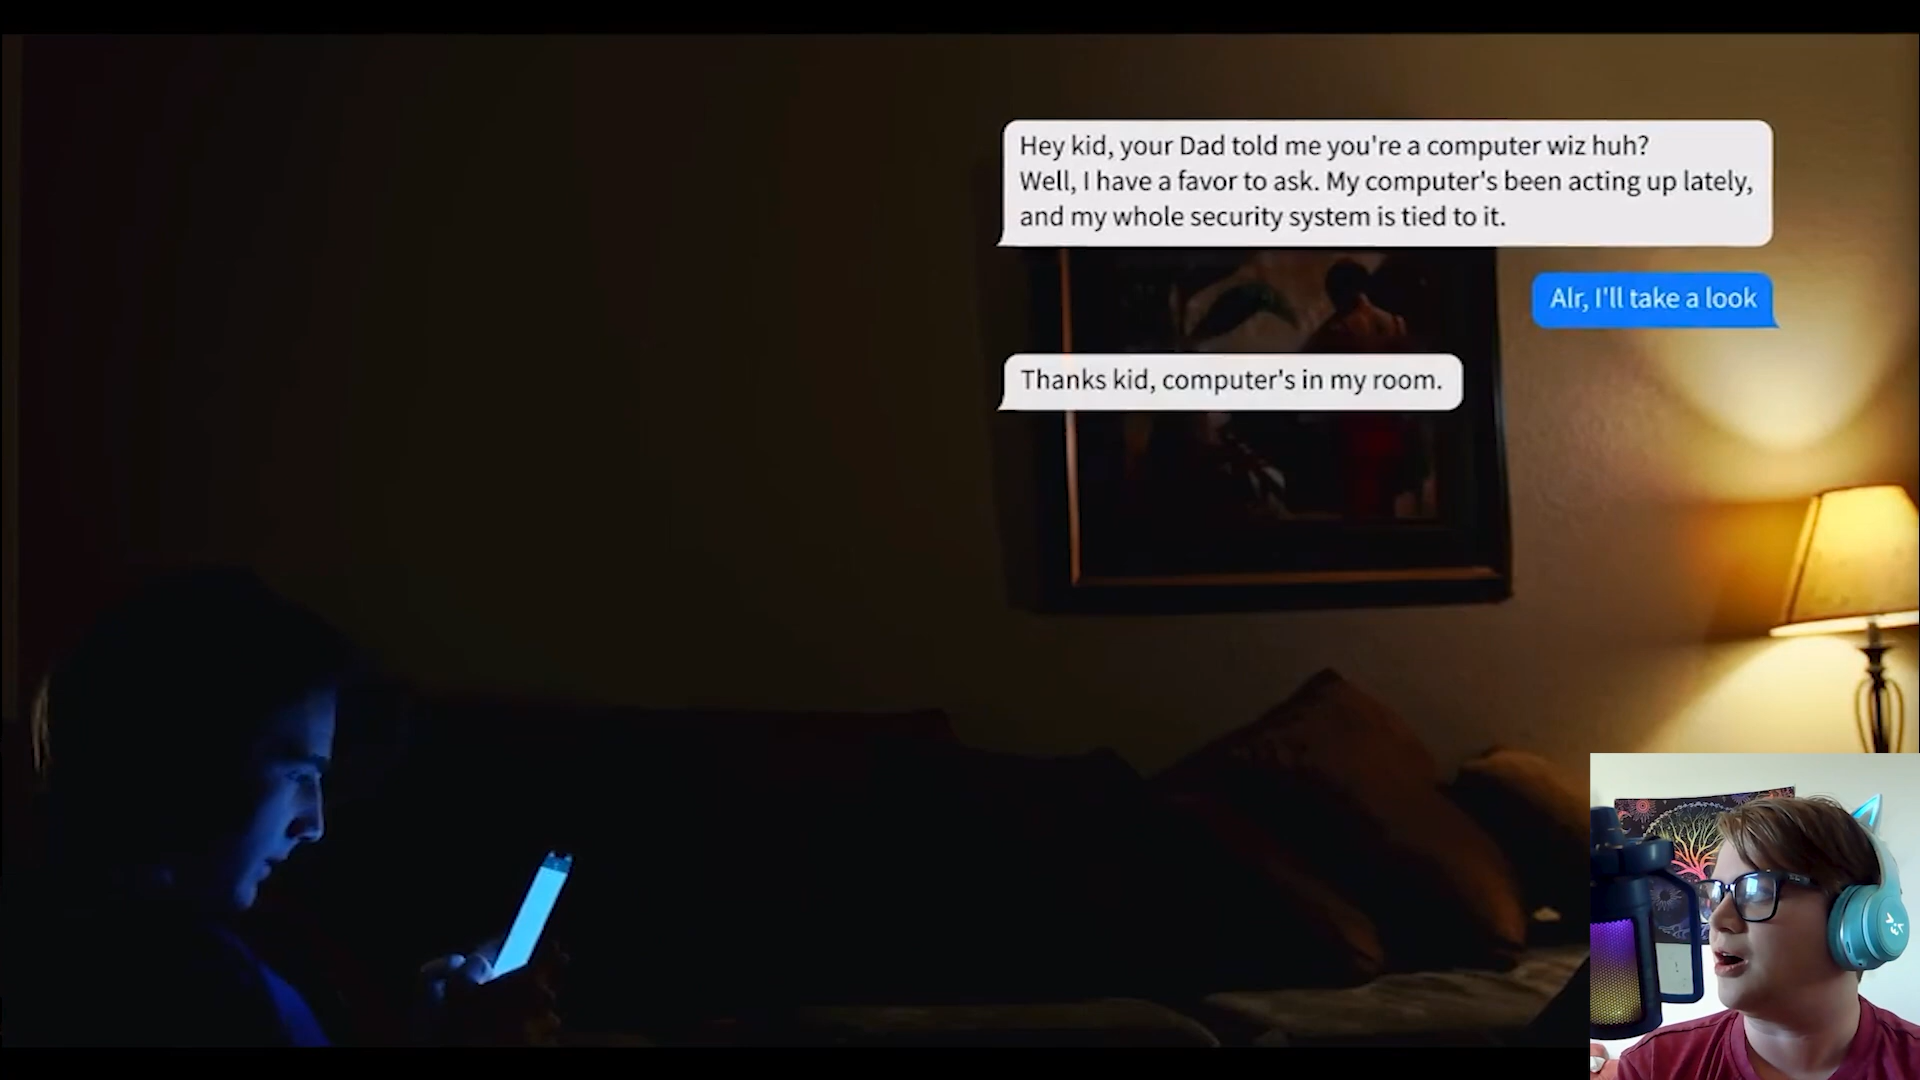 Hey kid, your Dad told me you're a computer wiz huh?
Well, I have a favor to ask. My computer's been acting up lately,
and my whole security system is tied to it.
Alr, I'll take a look
Thanks kid, computer's in my room.